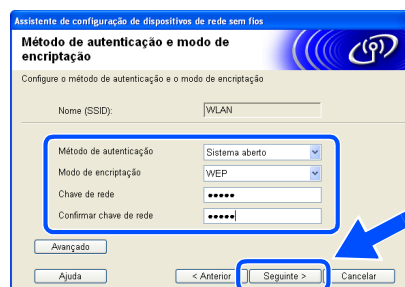 Assistente de configuração de dispositivos de rede sem fios
Método de autenticação e modo de
encriptação
Configure o método de autenticação e o modo de encriptação
Nome (SSID): WLAN
Método de autenticação Sistema aberto
Modo de encriptação WEP
Chave de rede •••••
Confirmar chave de rede •••••
Avançado
Ajuda < Anterior Seguinte > Cancelar